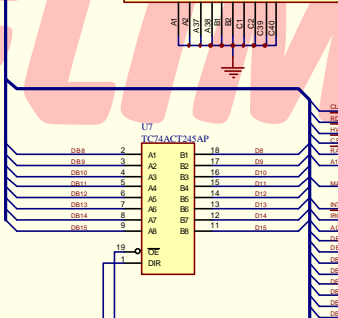 A1 A2 A37 A38 B1 B2 C1 C2 C39 C40
U7
TC74ACT245AP
DB8 2 A1 B1 18 D8
DB9 3 A2 B2 17 D9
DB10 4 A3 B3 16 D10
DB11 5 A4 B4 15 D11
DB12 6 A5 B5 14 D12
DB13 7 A6 B6 13 D13
DB14 8 A7 B7 12 D14
DB15 9 A8 B8 11 D15
19 OE
1 DIR